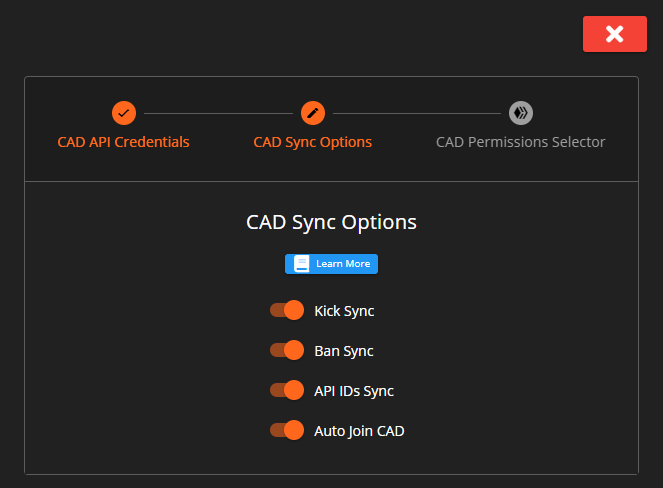 CAD API Credentials
CAD Sync Options
CAD Permissions Selector
CAD Sync Options
Learn More
Kick Sync
Ban Sync
API IDs Sync
Auto Join CAD